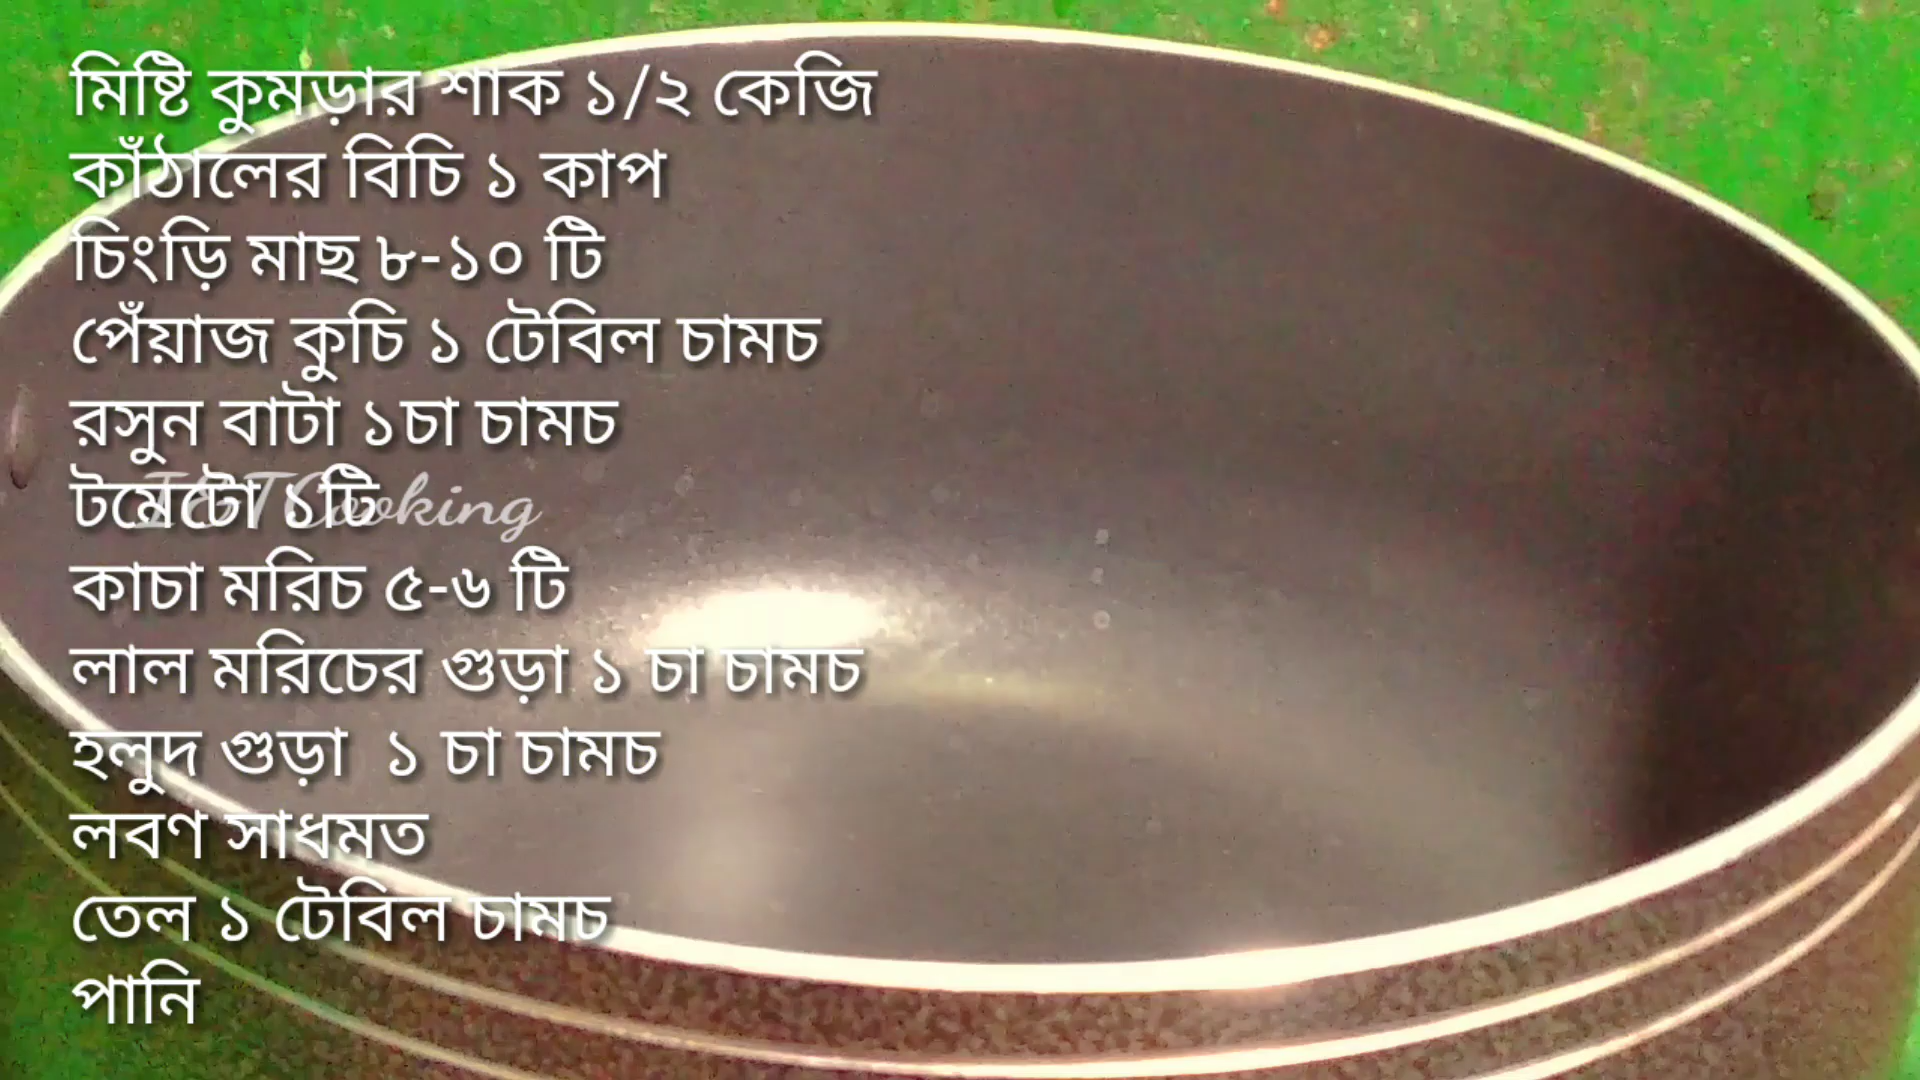 মিষ্টি কুমড়ার শাক ১/২ কেজি
কাঁঠালের বিচি ১ কাপ
চিংড়ি মাছ ৮-১০ টি
পেঁয়াজ কুচি ১ টেবিল চামচ
রসুন বাটা ১চা চামচ
টমেটো ১টি
কাচা মরিচ ৫-৬ টি
লাল মরিচের গুড়া ১ চা চামচ
হলুদ গুড়া ১ চা চামচ
লবণ সাধমত
তেল ১ টেবিল চামচ
পানি